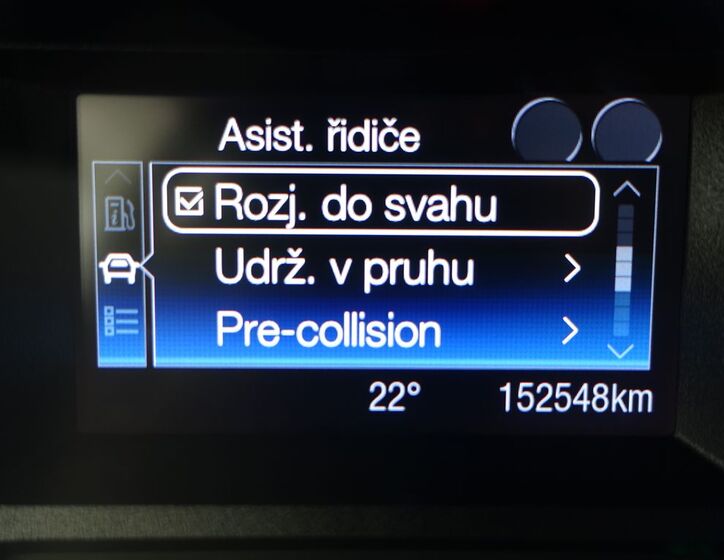 Asist. řidiče
Rozj. do svahu
Udrž. v pruhu
Pre-collision
22° 152548km